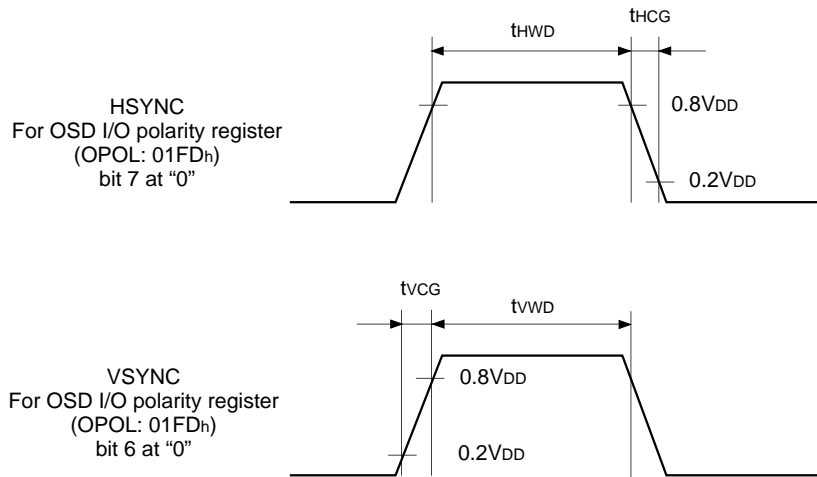 tHWD
tHCG
HSYNC
For OSD I/O polarity register
(OPOL: 01FDh)
bit 7 at “0”
0.8VDD
0.2VDD
tVCG
tVWD
VSYNC
For OSD I/O polarity register
(OPOL: 01FDh)
bit 6 at “0”
0.8VDD
0.2VDD